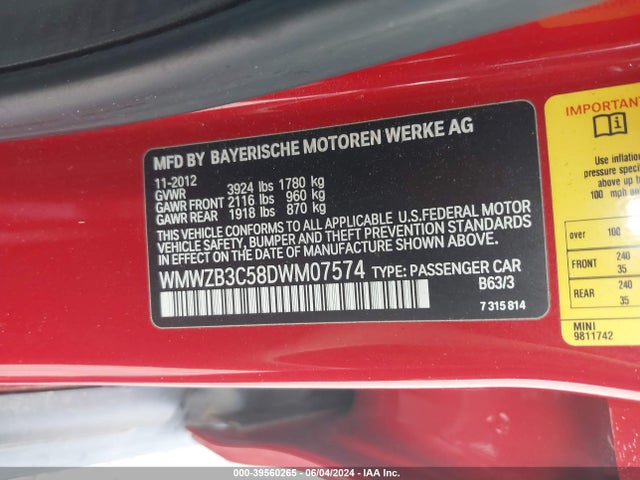 MFD BY BAYERISCHE MOTOREN WERKE AG
11-2012
GVWR 3924 lbs 1780 kg
GAWR FRONT 2116 lbs 960 kg
GAWR REAR 1918 lbs 870 kg
THIS VEHICLE CONFORMS TO ALL APPLICABLE U.S.FEDERAL MOTOR
VEHICLE SAFETY, BUMPER AND THEFT PREVENTION STANDARDS
IN EFFECT ON THE DATE OF MANUFACTURE SHOWN ABOVE.
WMWZB3C58DWM07574 TYPE: PASSENGER CAR
B63/3
7 315 814
IMPORTANT
Use inflation
pressure spec
above up to
100 mph
over 100
FRONT 240 35
REAR 240 35
MINI
9811742
000-39560265 - 06/04/2024 - IAA Inc.